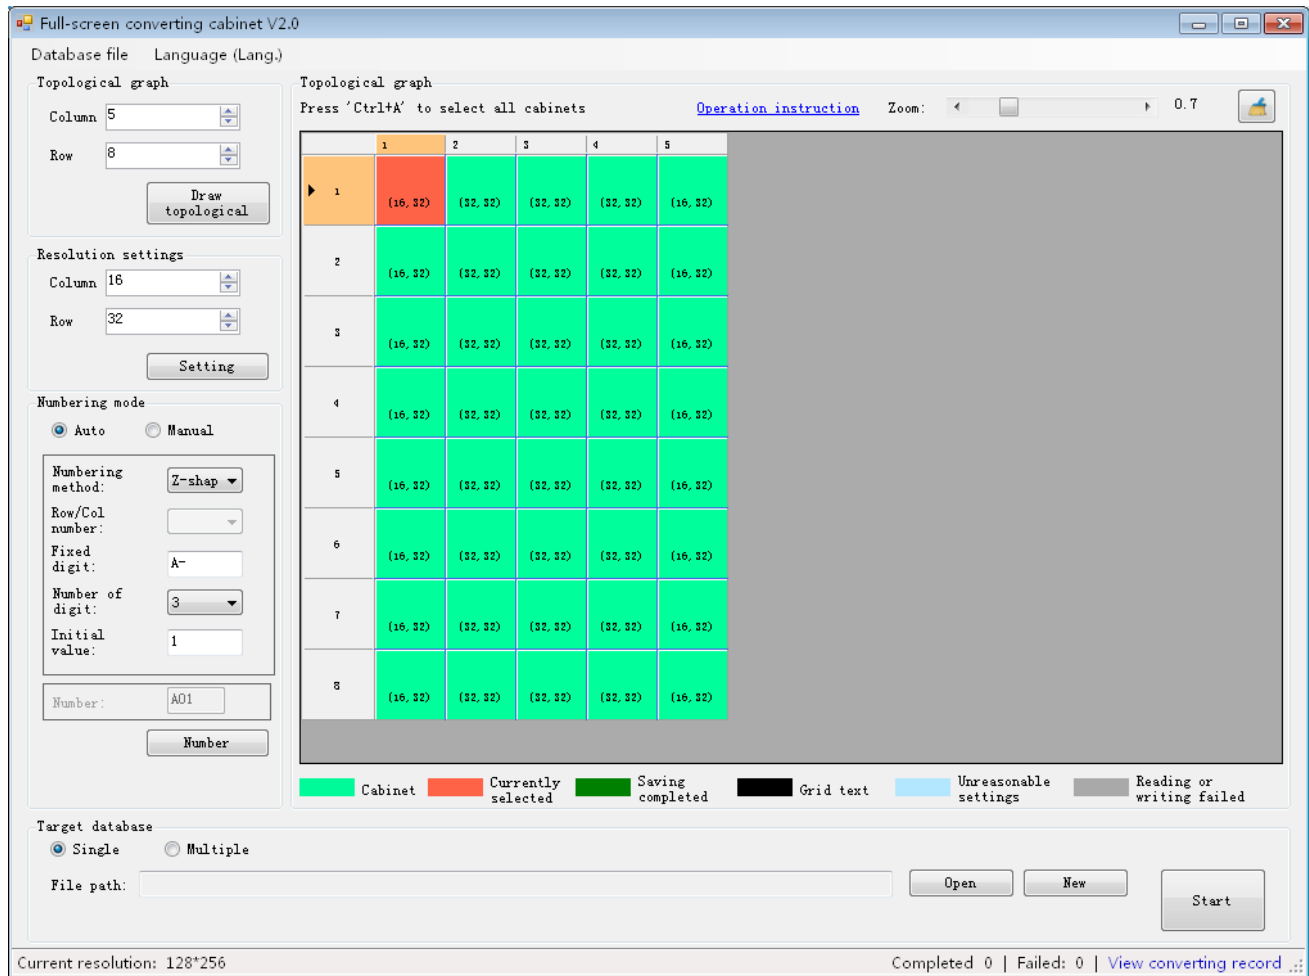 Full-screen converting cabinet V2.0
Database file Language (Lang.)
Topological graph
Column 5
Row 8
Draw
topological
Resolution settings
Column 16
Row 32
Setting
Numbering mode
Auto Manual
Numbering
method: Z-shap
Row/Col
number:
Fixed
digit: A-
Number of
digit: 3
Initial
value: 1
Number: A01
Number
Topological graph
Press 'Ctrl+A' to select all cabinets Operation instruction Zoom: 0.7
1 2 3 4 5
1 (16, 32) (32, 32) (32, 32) (32, 32) (16, 32)
2 (16, 32) (32, 32) (32, 32) (32, 32) (16, 32)
3 (16, 32) (32, 32) (32, 32) (32, 32) (16, 32)
4 (16, 32) (32, 32) (32, 32) (32, 32) (16, 32)
5 (16, 32) (32, 32) (32, 32) (32, 32) (16, 32)
6 (16, 32) (32, 32) (32, 32) (32, 32) (16, 32)
7 (16, 32) (32, 32) (32, 32) (32, 32) (16, 32)
8 (16, 32) (32, 32) (32, 32) (32, 32) (16, 32)
Cabinet
Currently
selected
Saving
completed
Grid text
Unreasonable
settings
Reading or
writing failed
Target database
Single Multiple
File path: Open New Start
Current resolution: 128*256 Completed 0 | Failed: 0 | View converting record